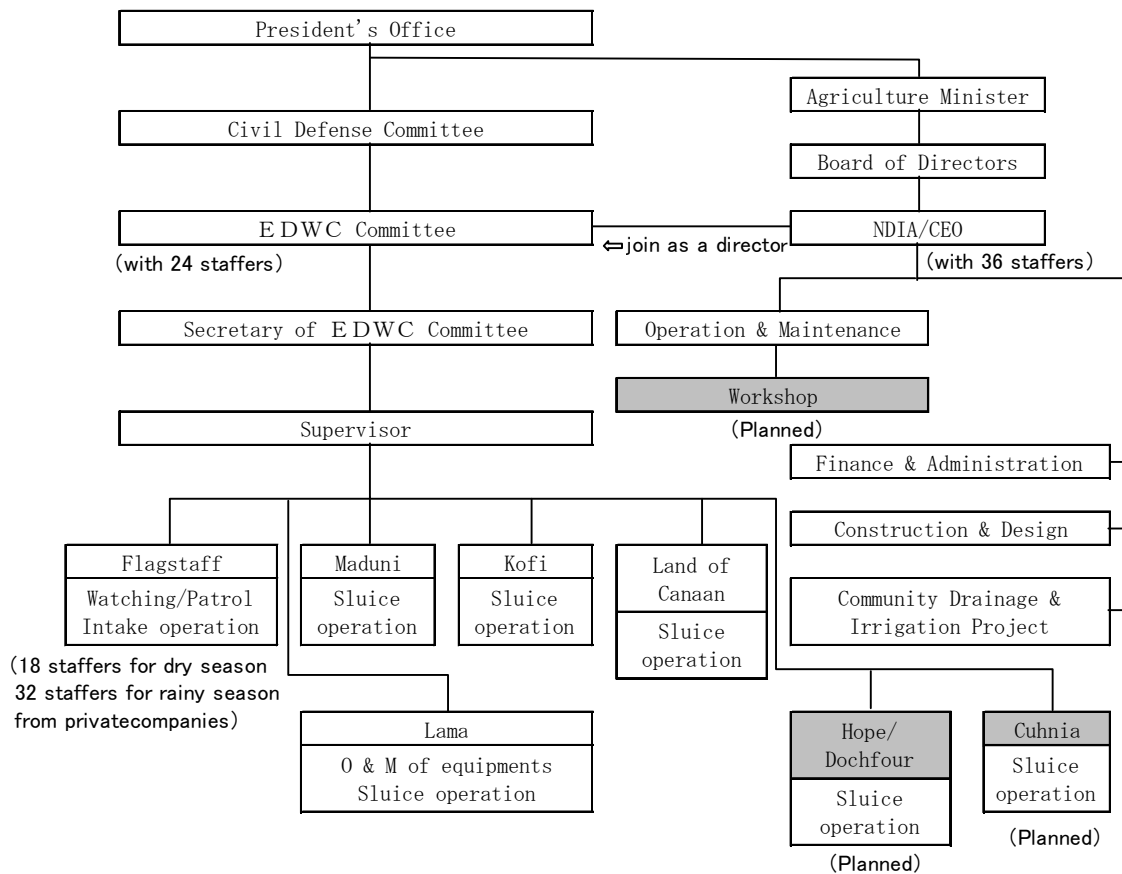 President's Office
Agriculture Minister
Civil Defense Committee
Board of Directors
EDWC Committee
⇦join as a director
NDIA/CEO
(with 24 staffers)
(with 36 staffers)
Secretary of EDWC Committee
Operation & Maintenance
Workshop
(Planned)
Supervisor
Finance & Administration
Construction & Design
Community Drainage &
Irrigation Project
Flagstaff
Watching/Patrol
Intake operation
(18 staffers for dry season
32 staffers for rainy season
from privatecompanies)
Maduni
Sluice
operation
Kofi
Sluice
operation
Land of
Canaan
Sluice
operation
Lama
O & M of equipments
Sluice operation
Hope/
Dochfour
Sluice
operation
(Planned)
Cuhnia
Sluice
operation
(Planned)